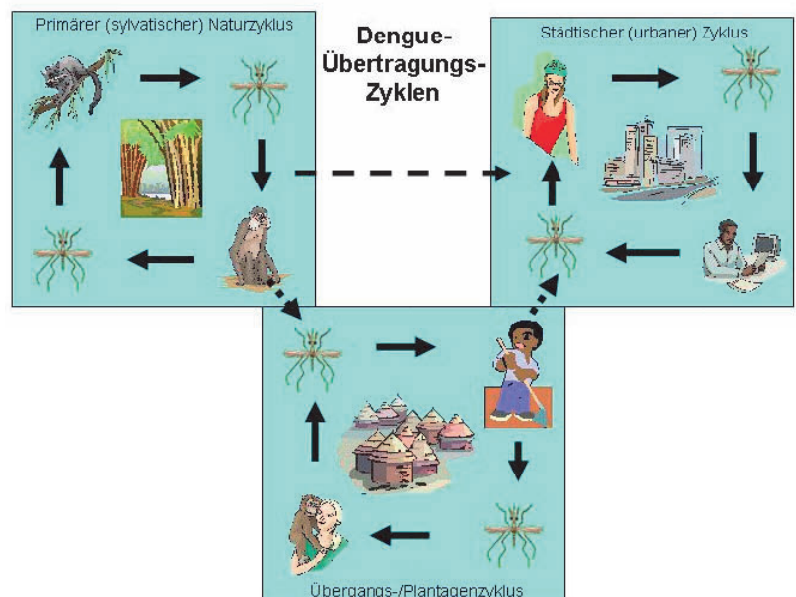 Primärer (sylvatischer) Naturzyklus
Dengue-
Übertragungs-
Zyklen
Städtischer (urbaner) Zyklus
Übergangs-/Plantagenzyklus